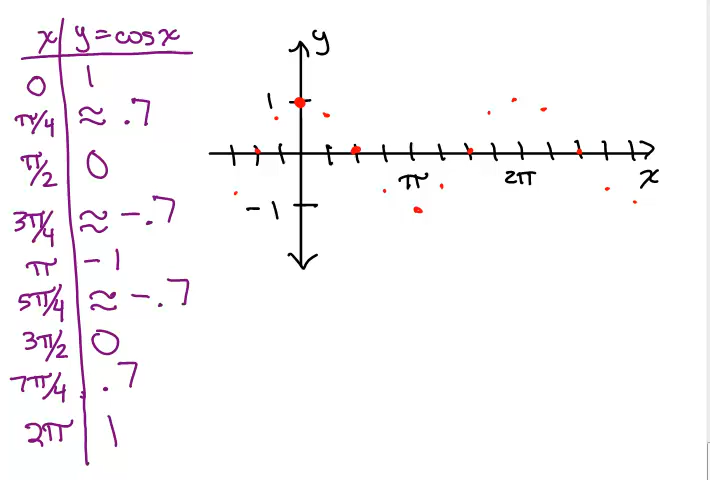 x y = cosx
0 1
π/4 ≈ .7
π/2 0
3π/4 ≈ -.7
π -1
5π/4 ≈ -.7
3π/2 0
7π/4 .7
2π 1
y
1
π 2π x
-1